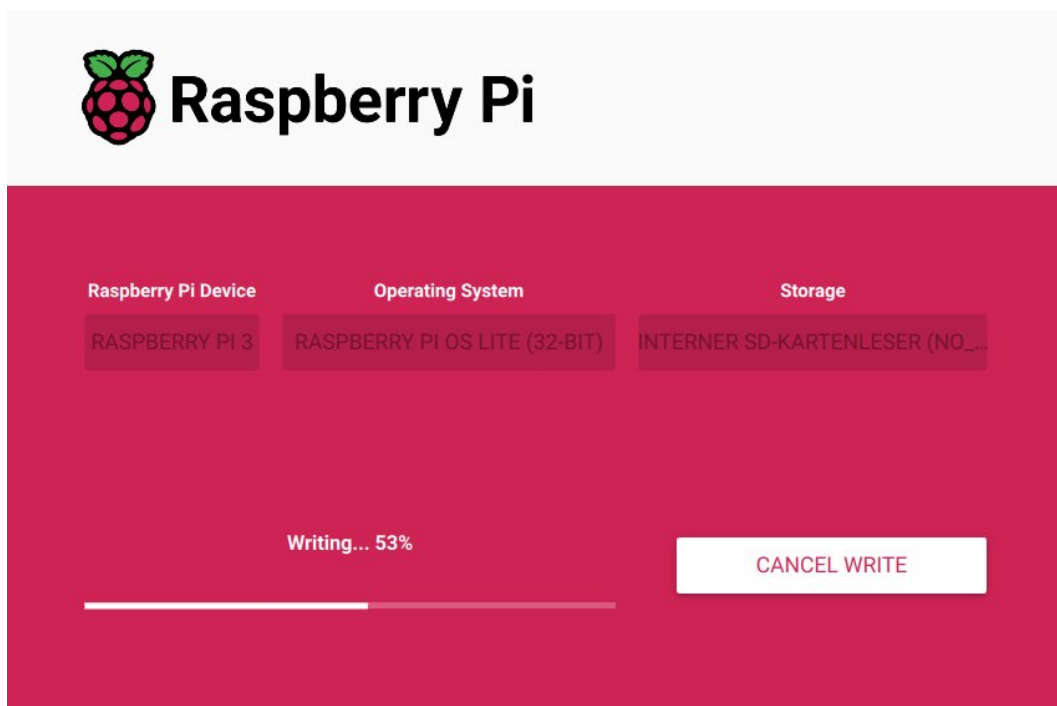 Raspberry Pi
Raspberry Pi Device
Operating System
Storage
RASPBERRY PI 3
RASPBERRY PI OS LITE (32-BIT)
INTERNER SD-KARTENLESER (NO_...
Writing... 53%
CANCEL WRITE